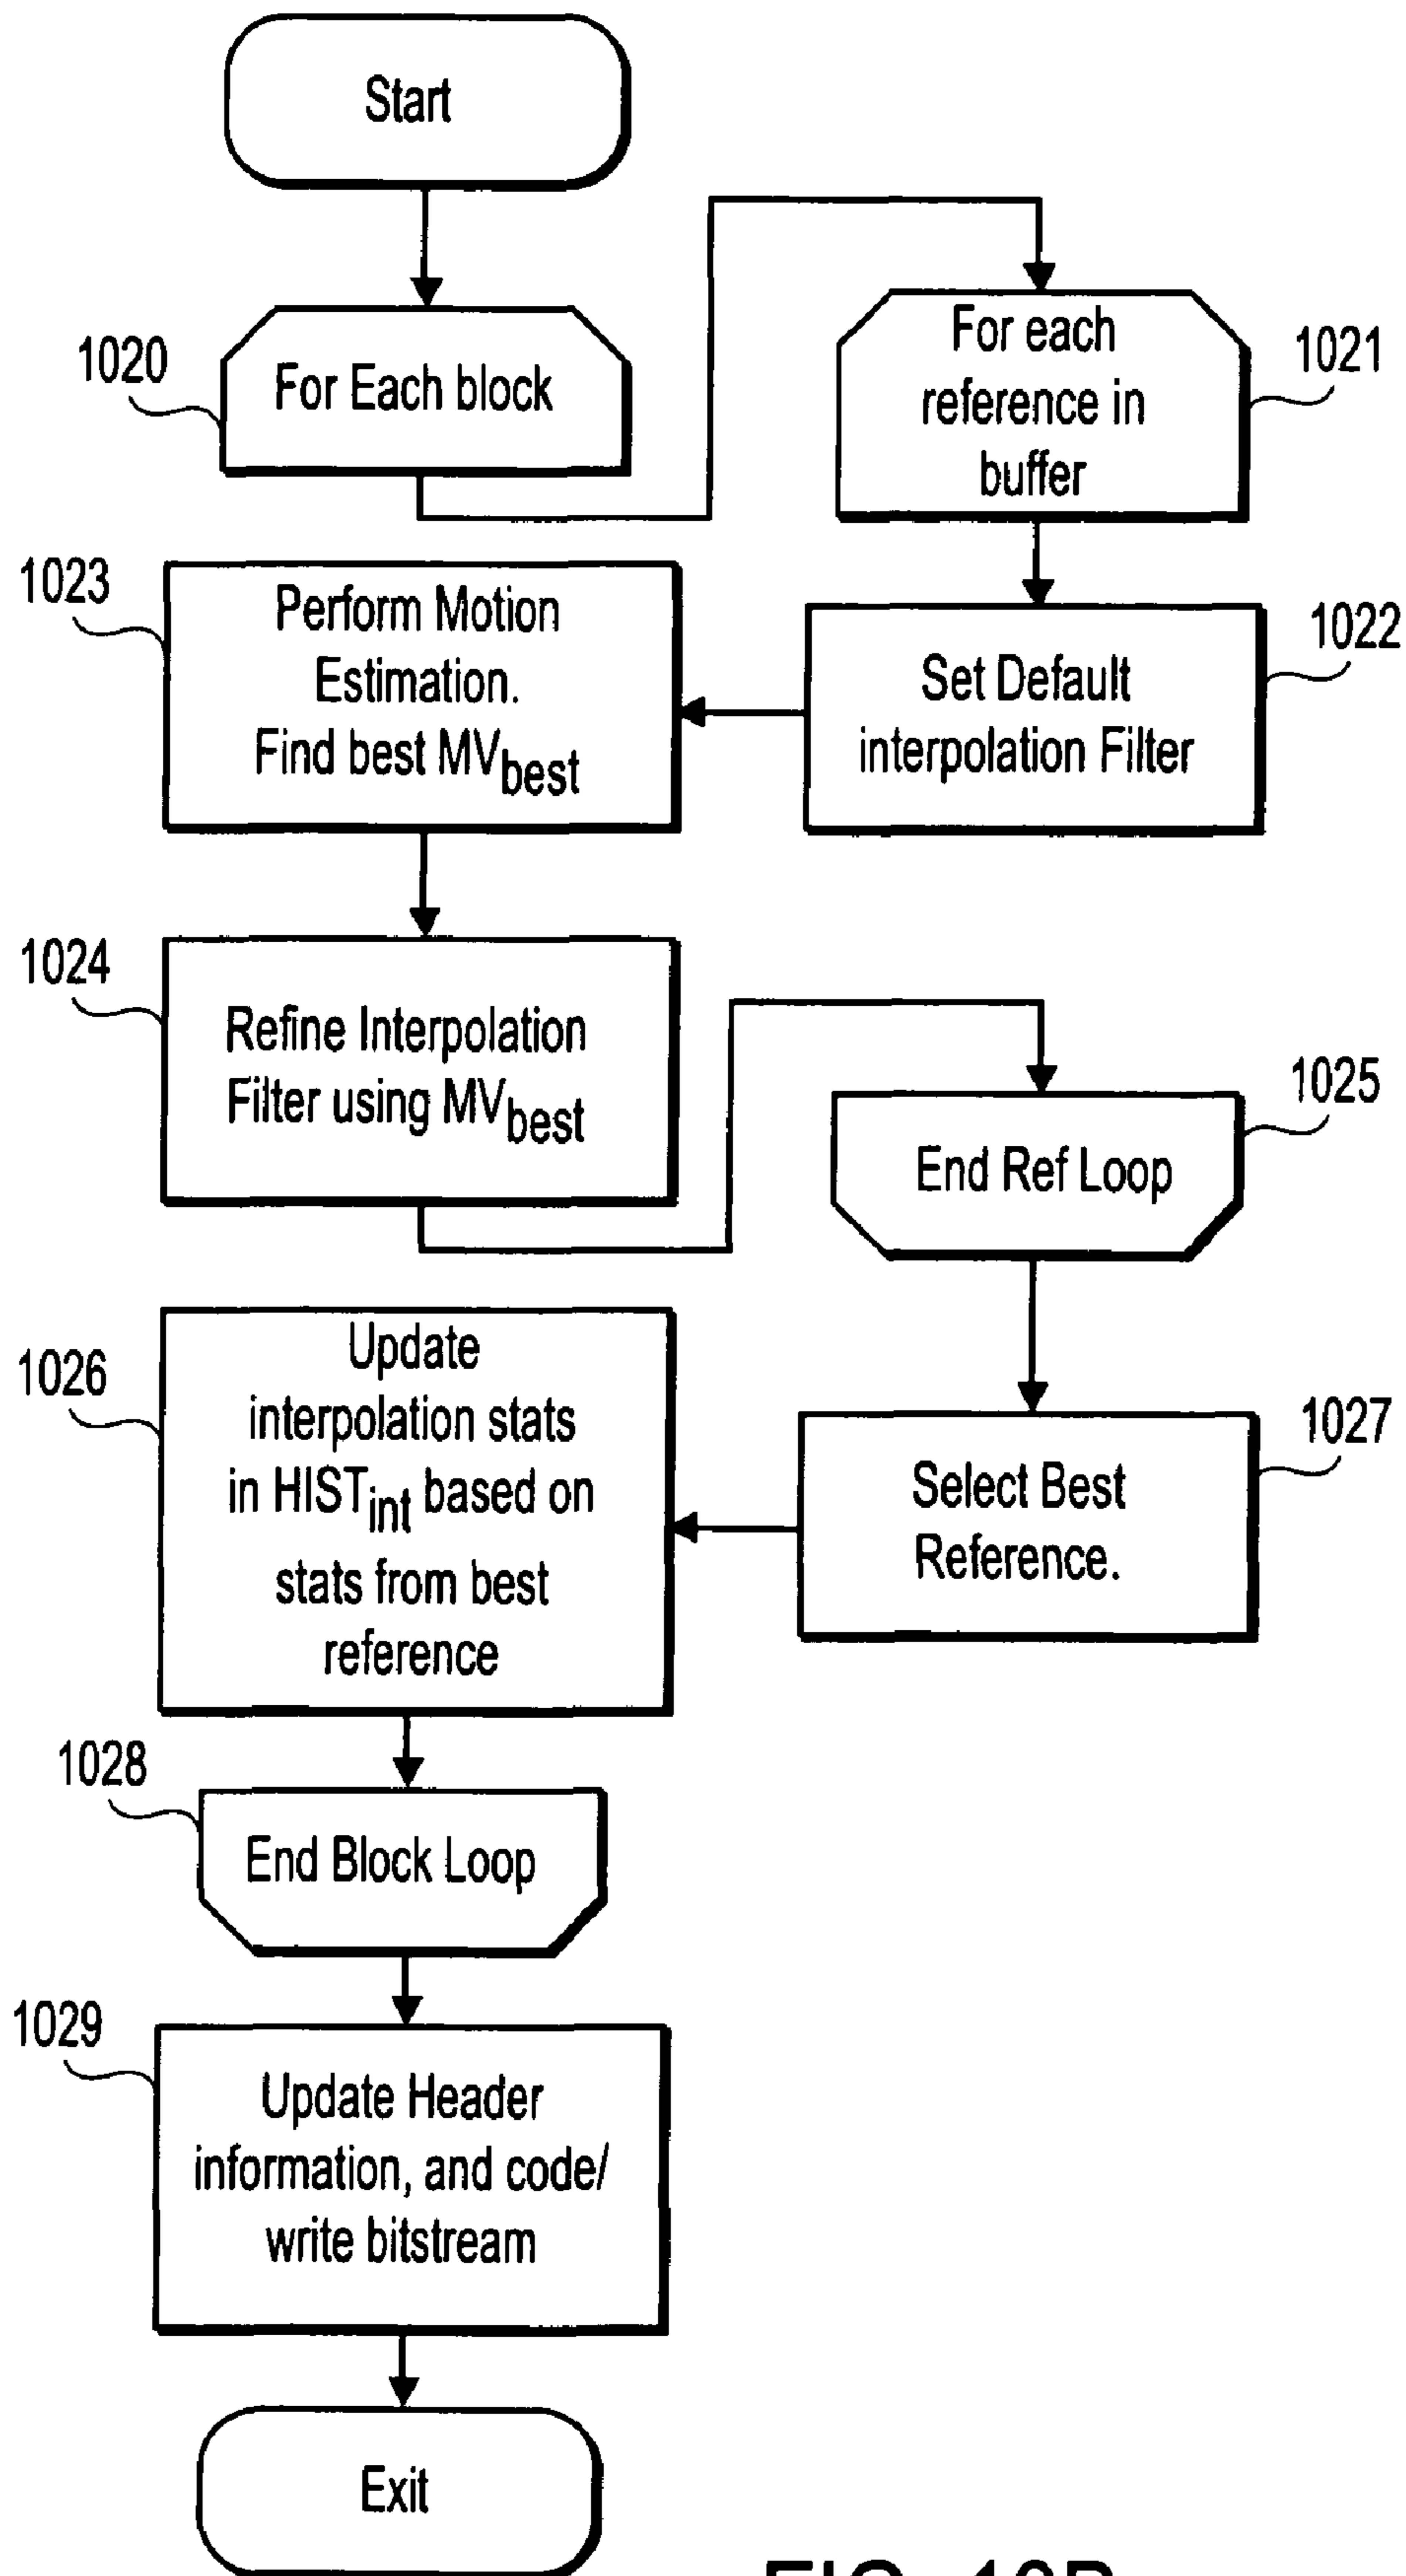 Start
1020
For Each block
For each
reference in
buffer
1021
1023
Perform Motion
Estimation.
Find best MVbest
Set Default
interpolation Filter
1022
1024
Refine Interpolation
Filter using MVbest
End Ref Loop
1025
1026
Update
interpolation stats
in HISTint based on
stats from best
reference
Select Best
Reference.
1027
1028
End Block Loop
1029
Update Header
information, and code/
write bitstream
Exit